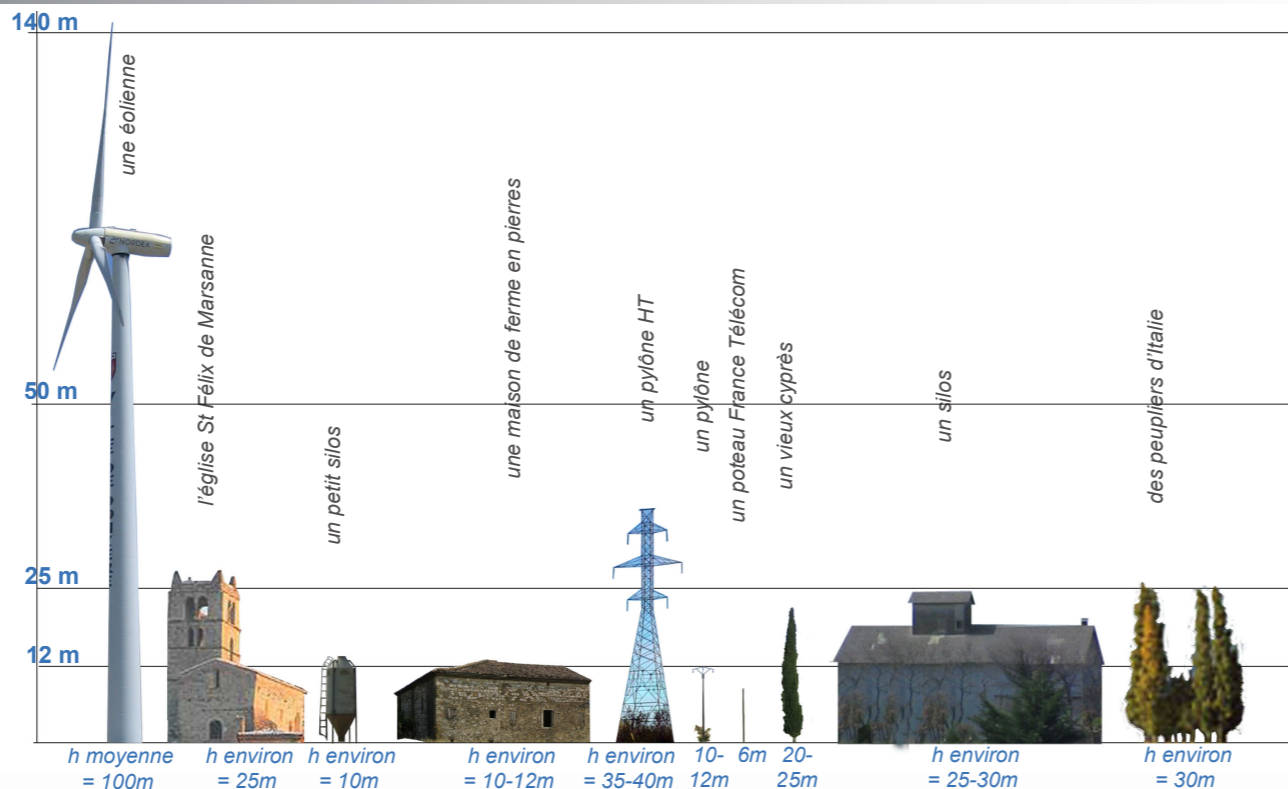 140 m
une éolienne
NORDEX
l'église St Félix de Marsanne
un petit silos
une maison de ferme en pierres
un pylône HT
un pylône
un poteau France Télécom
un vieux cyprès
un silos
des peupliers d'Italie
50 m
25 m
12 m
h moyenne
= 100m
h environ
= 25m
h environ
= 10m
h environ
= 10-12m
h environ
= 35-40m
10-
12m
6m
20-
25m
h environ
= 25-30m
h environ
= 30m